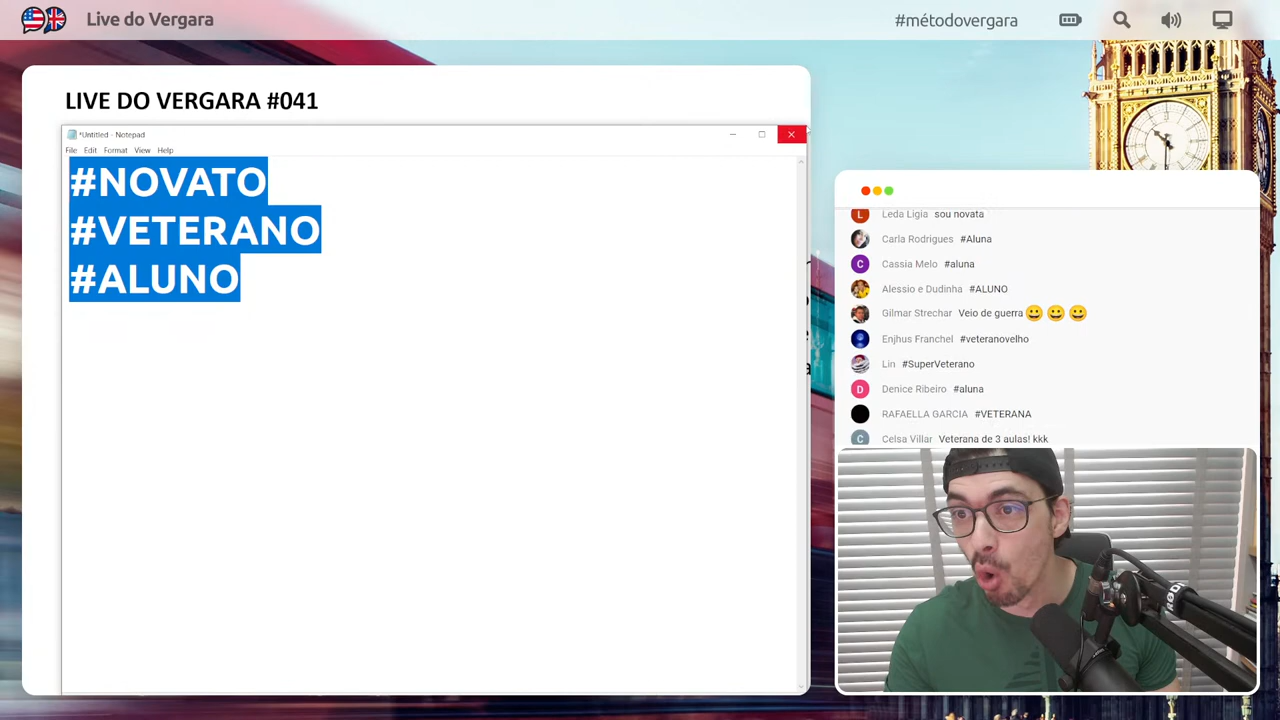 Live do Vergara
#métodovergara
LIVE DO VERGARA #041
*Untitled - Notepad
File Edit Format View Help
#NOVATO
#VETERANO
#ALUNO
L Leda Ligia sou novata
Carla Rodrigues #Aluna
C Cassia Melo #aluna
Alessio e Dudinha #ALUNO
Gilmar Strechar Veio de guerra
Enjhus Franchel #veteranovelho
Lin #SuperVeterano
D Denice Ribeiro #aluna
RAFAELLA GARCIA #VETERANA
C Celsa Villar Veterana de 3 aulas! kkk